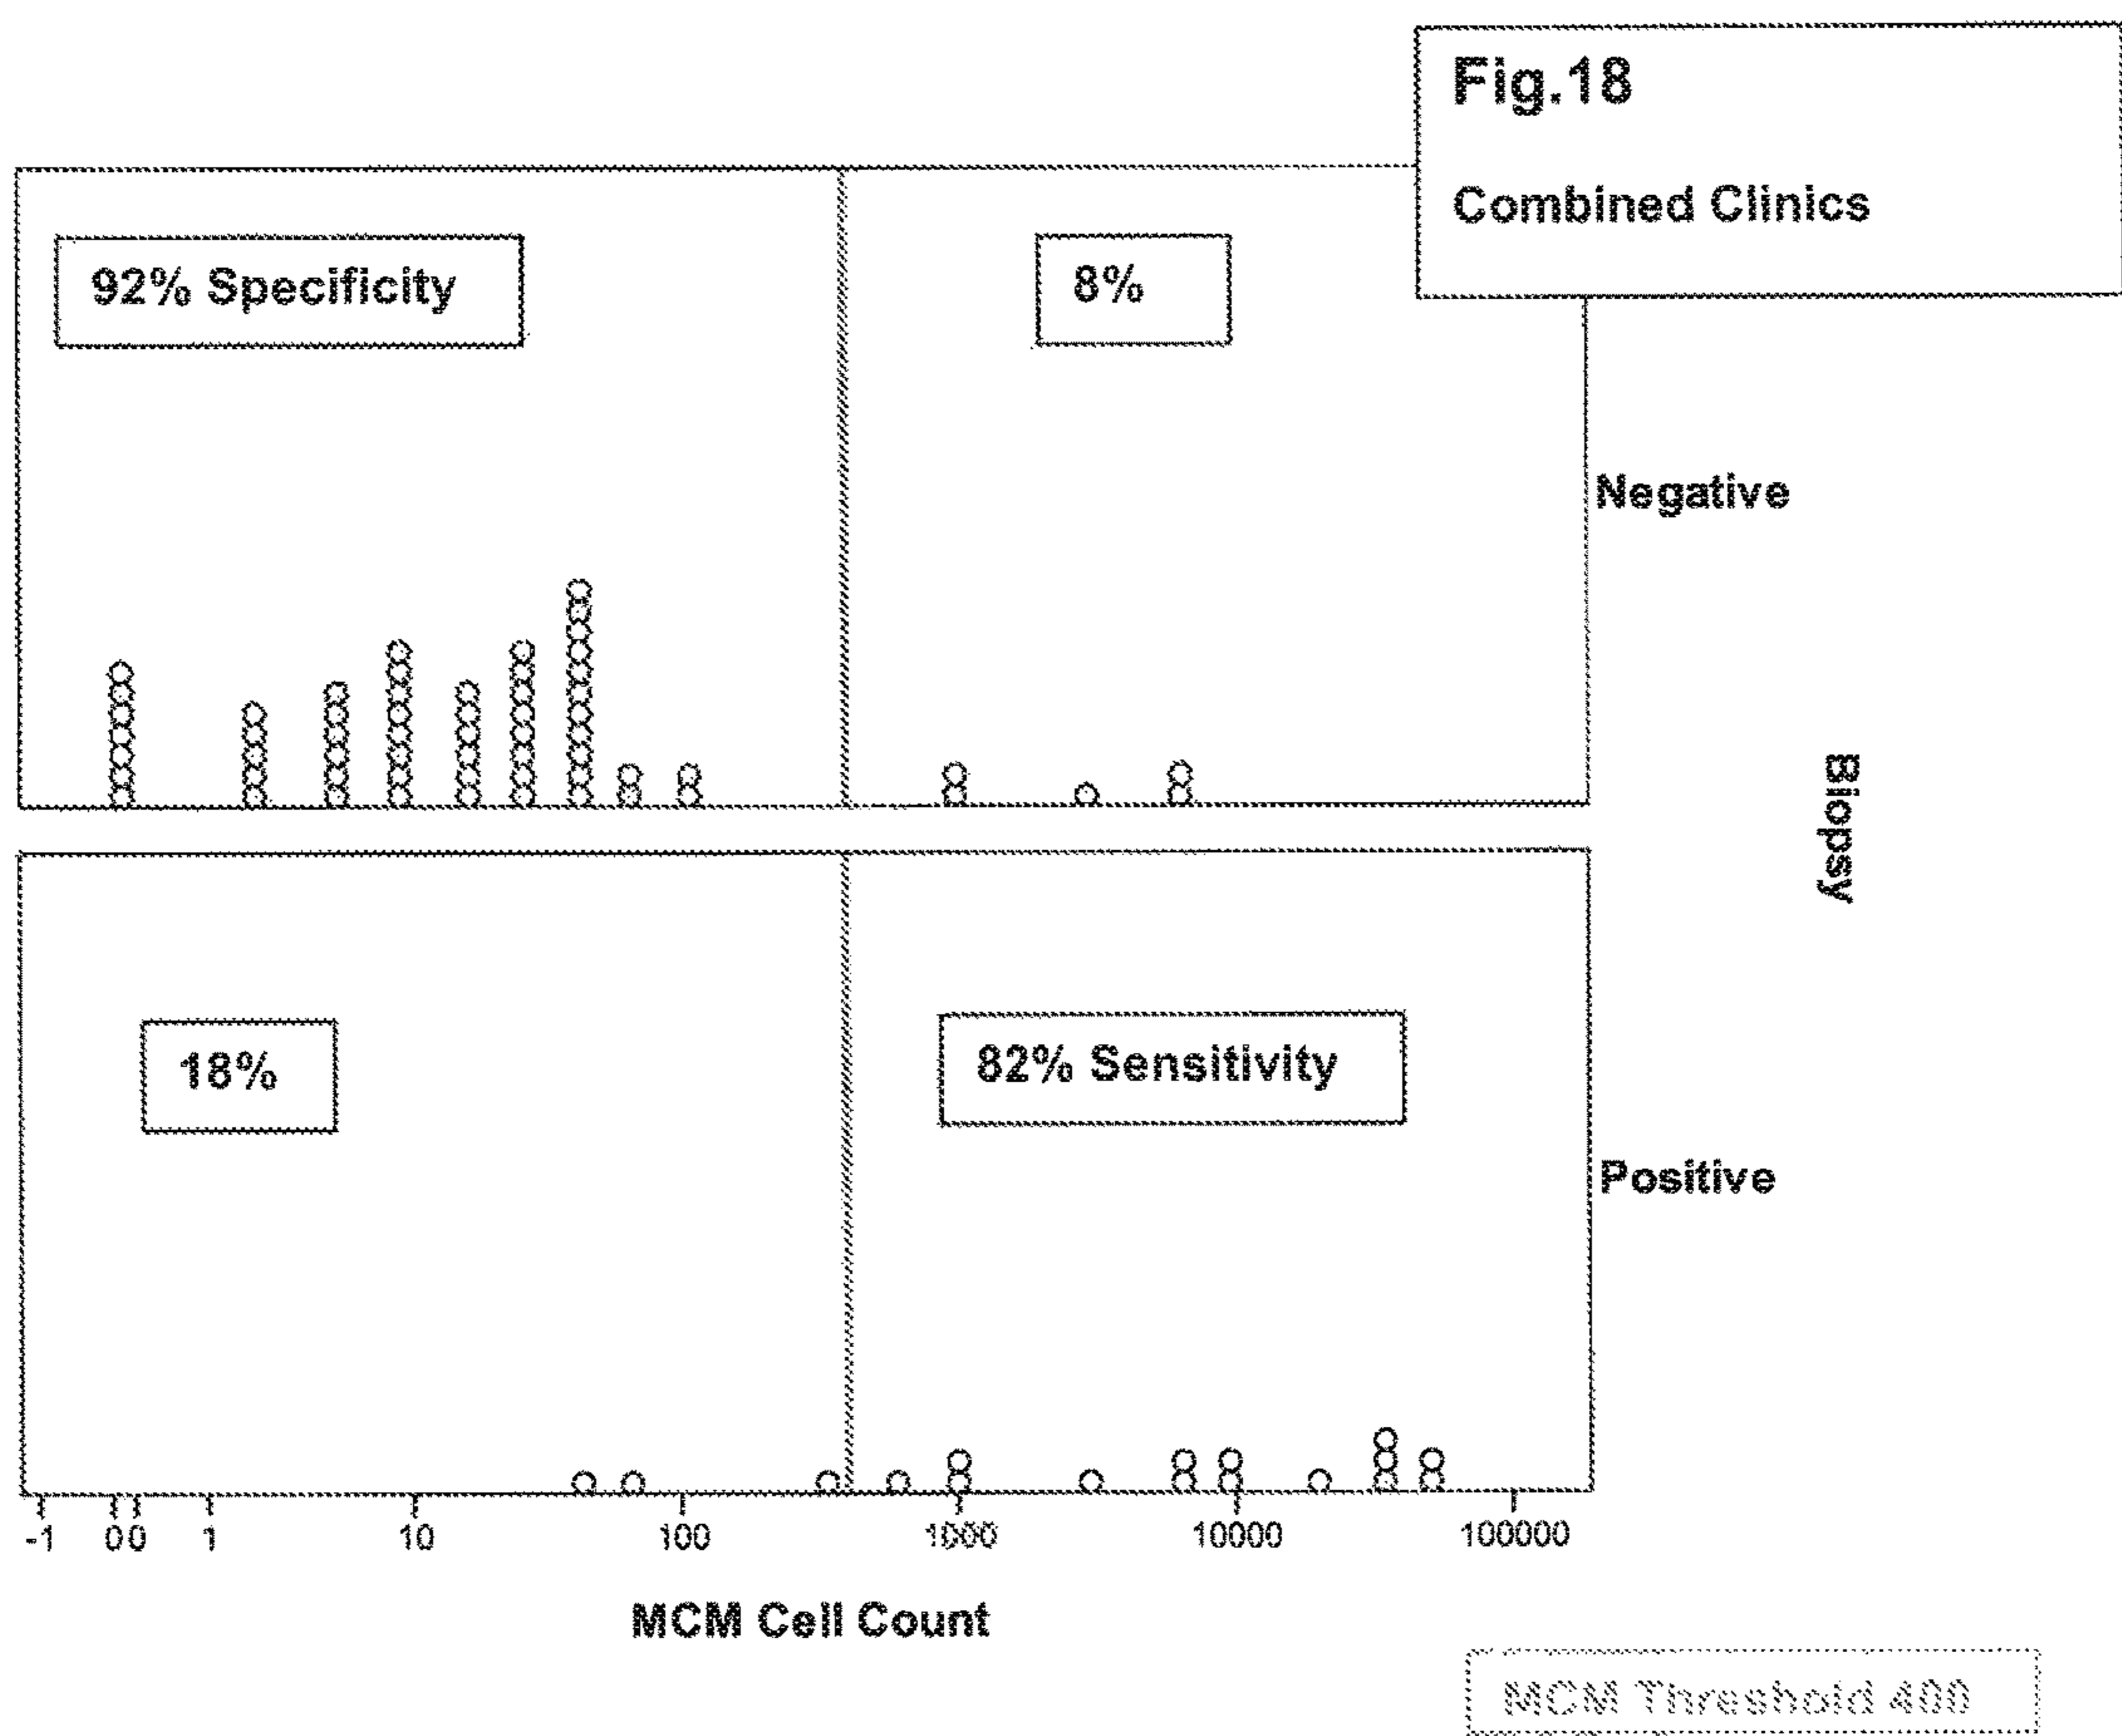 Fig.18
Combined Clinics
92% Specificity
8%
Negative
Biopsy
18%
82% Sensitivity
Positive
-1 0 0 1 10 100 1000 10000 100000
MCM Cell Count
MCM Threshold 400